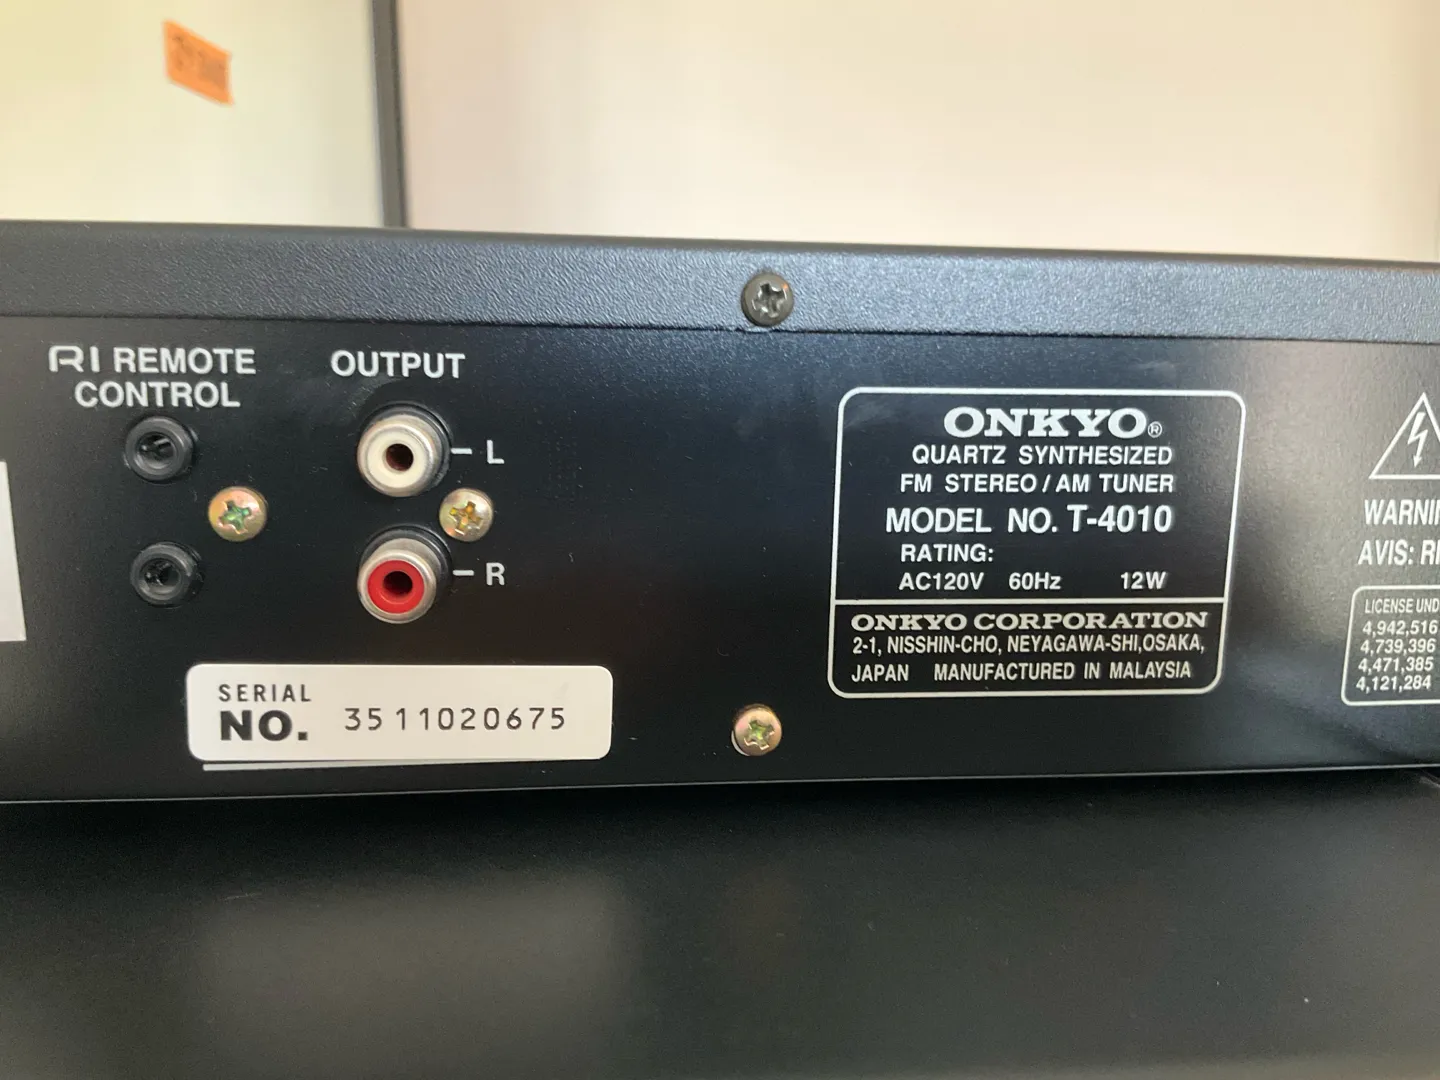 RI REMOTE
CONTROL
OUTPUT
L
R
SERIAL
NO. 3511020675
ONKYO®
QUARTZ SYNTHESIZED
FM STEREO / AM TUNER
MODEL NO. T-4010
RATING:
AC120V 60Hz 12W
ONKYO CORPORATION
2-1, NISSHIN-CHO, NEYAGAWA-SHI,OSAKA,
JAPAN MANUFACTURED IN MALAYSIA
AVIS:
LICENSE
4,942,516
4,739,396
4,471,385
4,121,284